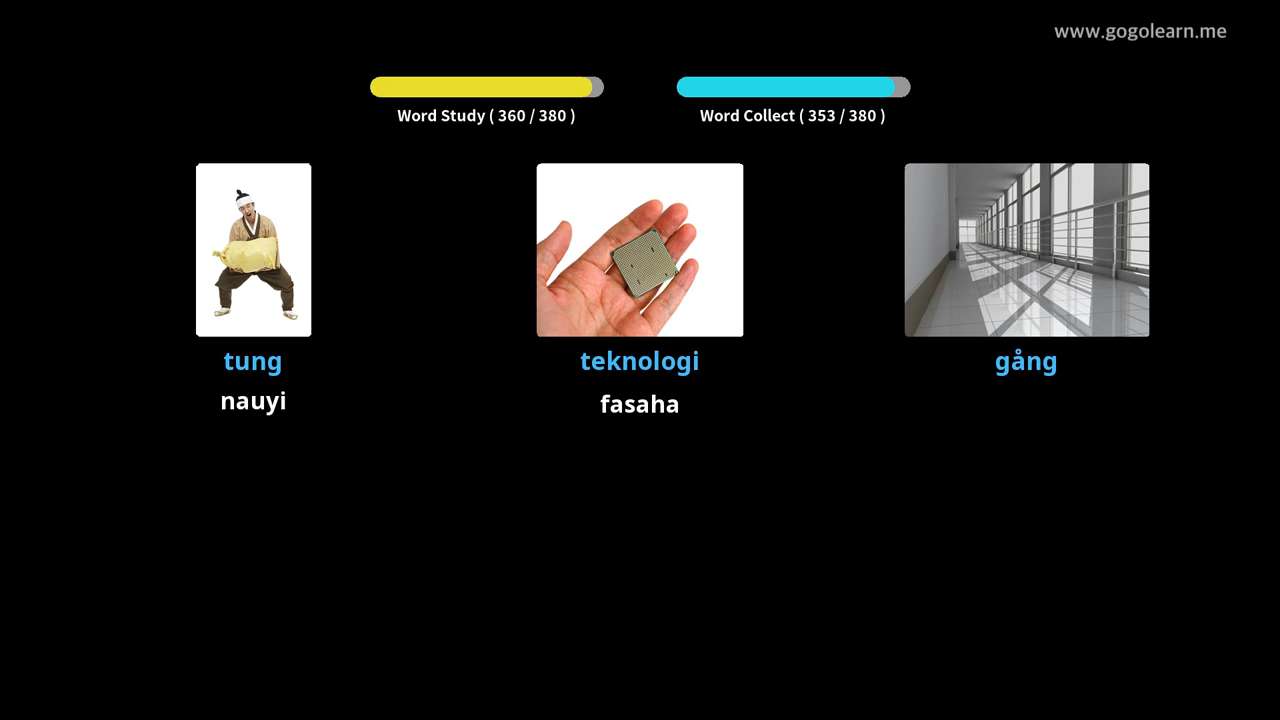 www.gogolearn.me
Word Study ( 360 / 380 )
Word Collect ( 353 / 380 )
tung
teknologi
gång
nauyi
fasaha